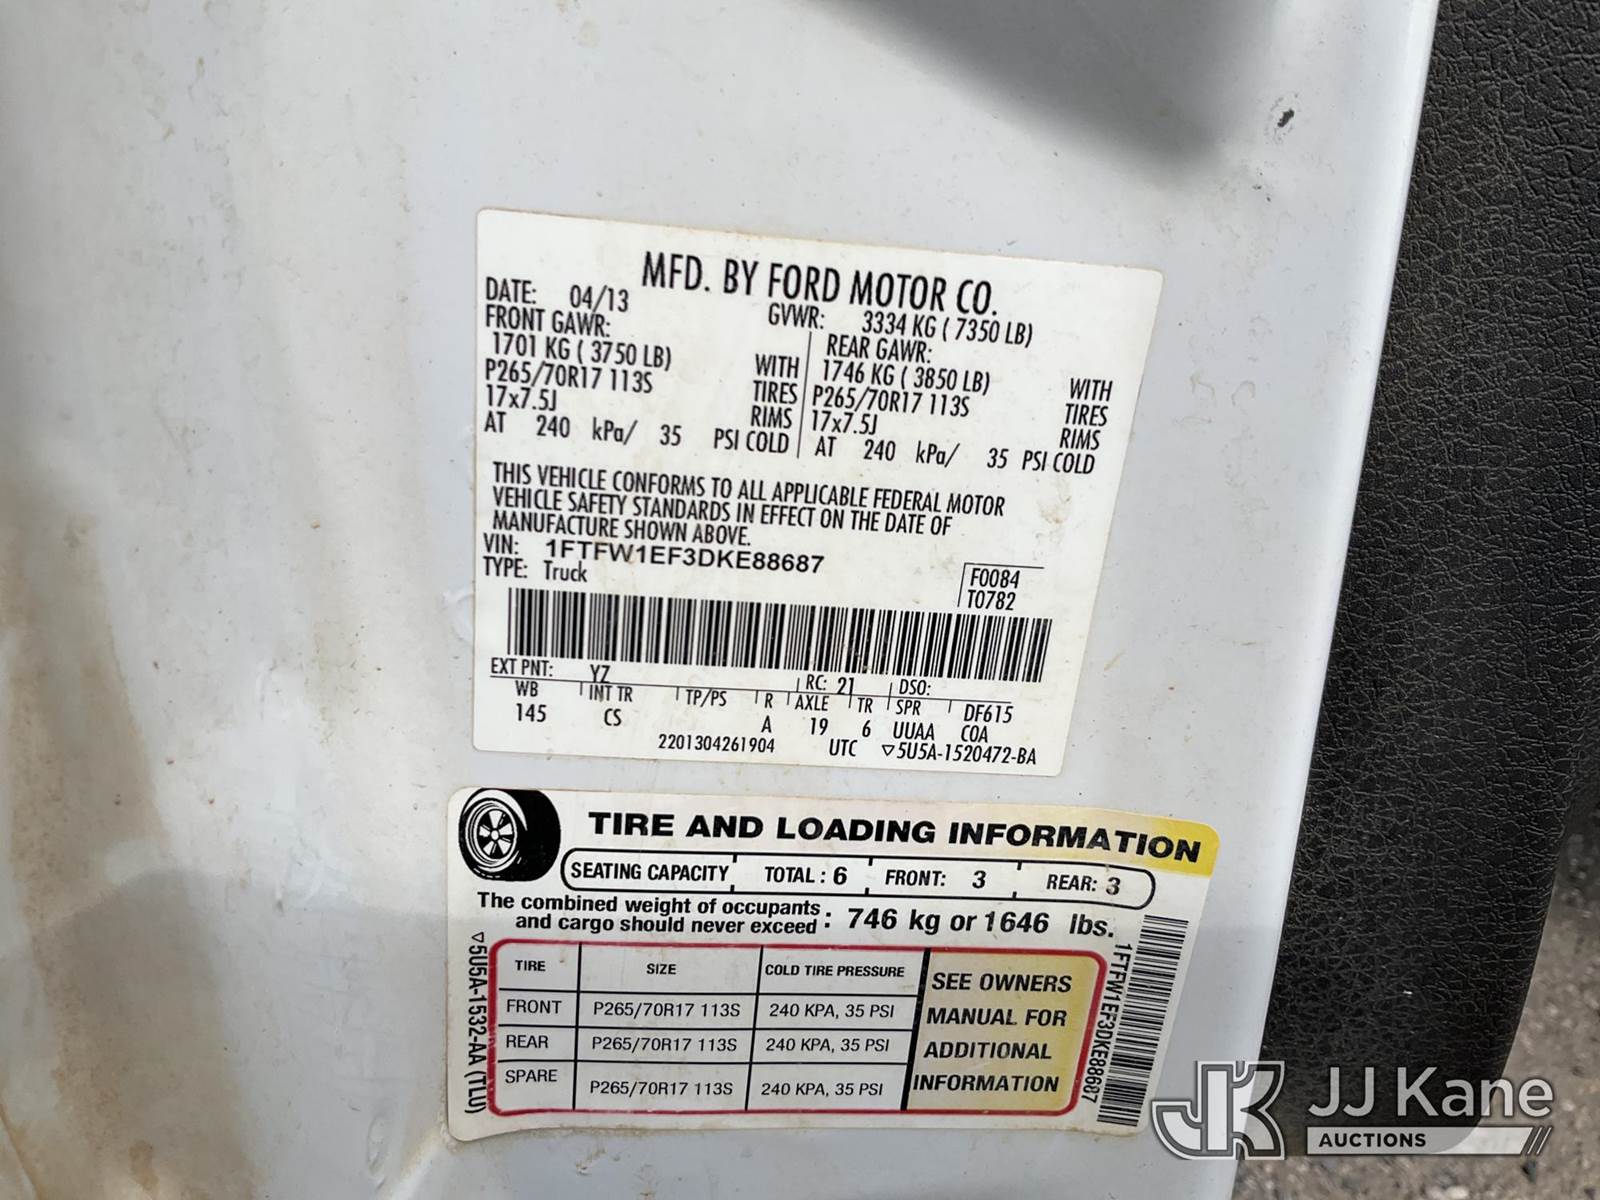 MFD. BY FORD MOTOR CO.
DATE: 04/13 GVWR: 3334 KG ( 7350 LB)
FRONT GAWR: REAR GAWR:
1701 KG ( 3750 LB) WITH 1746 KG ( 3850 LB) WITH
P265/70R17 113S TIRES P265/70R17 113S TIRES
17x7.5J RIMS 17x7.5J RIMS
AT 240 kPa/ 35 PSI COLD AT 240 kPa/ 35 PSI COLD
THIS VEHICLE CONFORMS TO ALL APPLICABLE FEDERAL MOTOR
VEHICLE SAFETY STANDARDS IN EFFECT ON THE DATE OF
MANUFACTURE SHOWN ABOVE.
VIN: 1FTFW1EF3DKE88687
TYPE: Truck
F0084
T0782
EXT PNT: YZ RC: 21 DSO:
WB INT TR TP/PS R AXLE TR SPR DF615
145 CS A 19 6 UUAA COA
2201304261904 UTC ▽5U5A-1520472-BA
TIRE AND LOADING INFORMATION
SEATING CAPACITY TOTAL : 6 FRONT: 3 REAR: 3
The combined weight of occupants
and cargo should never exceed : 746 kg or 1646 lbs.
TIRE SIZE COLD TIRE PRESSURE
FRONT P265/70R17 113S 240 KPA, 35 PSI
REAR P265/70R17 113S 240 KPA, 35 PSI
SPARE P265/70R17 113S 240 KPA, 35 PSI
SEE OWNERS
MANUAL FOR
ADDITIONAL
INFORMATION
▽5U5A-1532-AA (TLU)
1FTFW1EF3DKE88687
JK JJ Kane
AUCTIONS